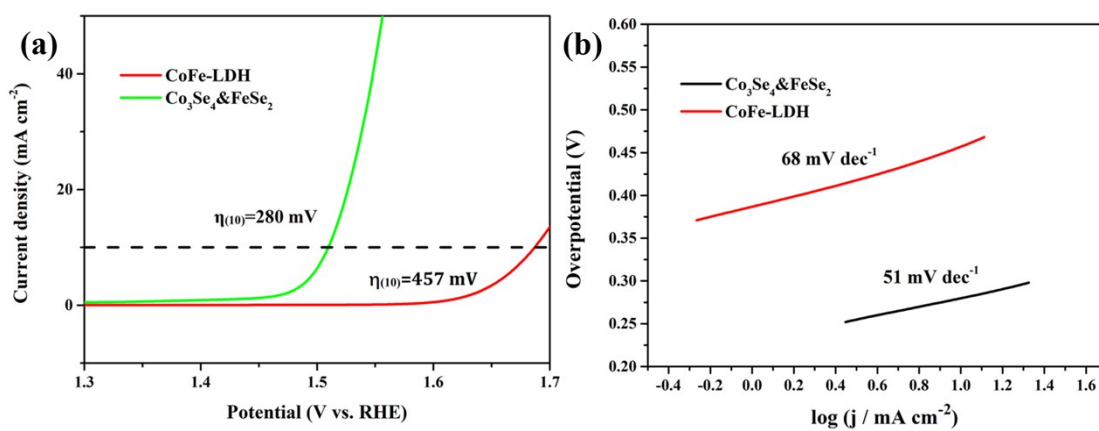 (a)
CoFe-LDH
Co₃Se₄&FeSe₂
η(10)=280 mV
η(10)=457 mV
Current density (mA cm⁻²)
40
20
0
1.3 1.4 1.5 1.6 1.7
Potential (V vs. RHE)
(b)
Co₃Se₄&FeSe₂
CoFe-LDH
68 mV dec⁻¹
51 mV dec⁻¹
Overpotential (V)
0.60
0.55
0.50
0.45
0.40
0.35
0.30
0.25
0.20
-0.4 -0.2 0.0 0.2 0.4 0.6 0.8 1.0 1.2 1.4 1.6
log (j / mA cm⁻²)